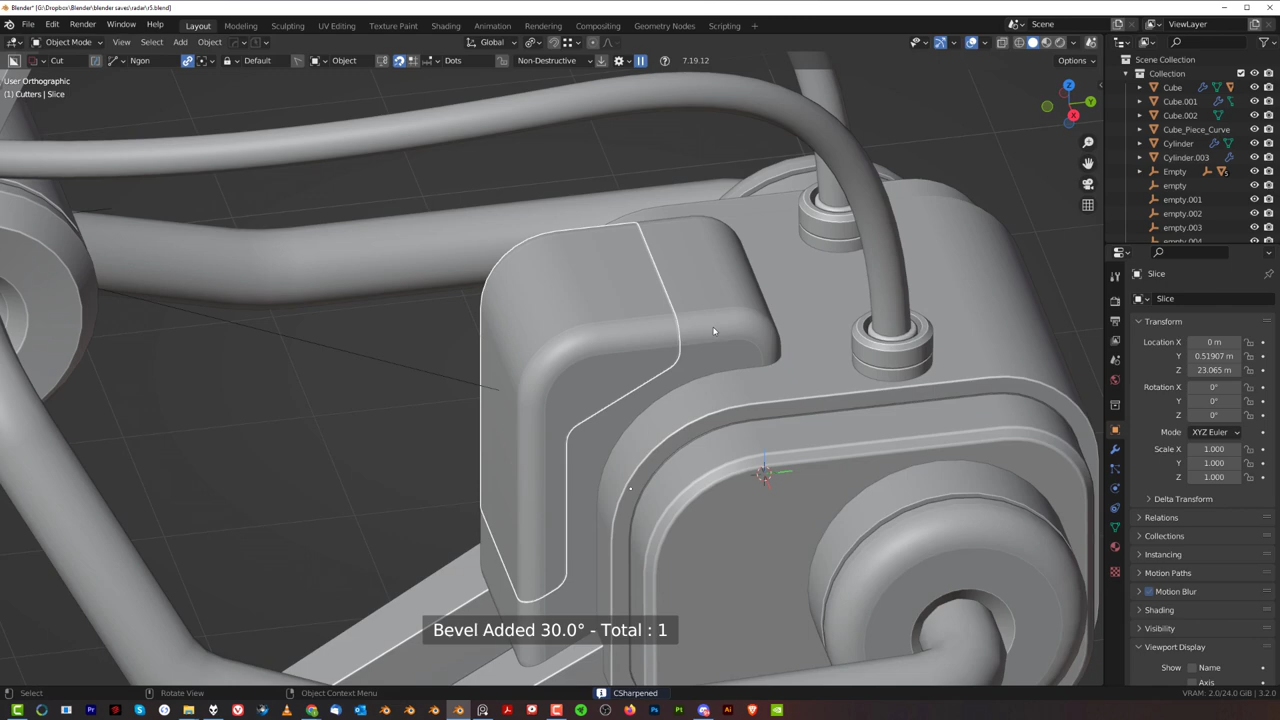 Blender* [G:\Dropbox\Blender\blender saves\radar\r5.blend]
File Edit Render Window Help Layout Modeling Sculpting UV Editing Texture Paint Shading Animation Rendering Compositing Geometry Nodes Scripting + Scene ViewLayer
Object Mode View Select Add Object Global
Cut Ngon Default Object Dots Non-Destructive 7.19.12 Options
User Orthographic
(1) Cutters | Slice
Scene Collection
Collection
Cube
Cube.001
Cube.002
Cube_Piece_Curve
Cylinder
Cylinder.003
Empty 5
empty
empty.001
empty.002
empty.003
empty.004
Z
Y
X
Slice
Slice
Transform
Location X 0 m
Y 0.51907 m
Z 23.065 m
Rotation X 0°
Y 0°
Z 0°
Mode XYZ Euler
Scale X 1.000
Y 1.000
Z 1.000
Delta Transform
Relations
Collections
Instancing
Motion Paths
Motion Blur
Shading
Visibility
Viewport Display
Show Name
Axis
Bevel Added 30.0° - Total : 1
Select Rotate View Object Context Menu CSharpened VRAM: 2.0/24.0 GiB | 3.2.0